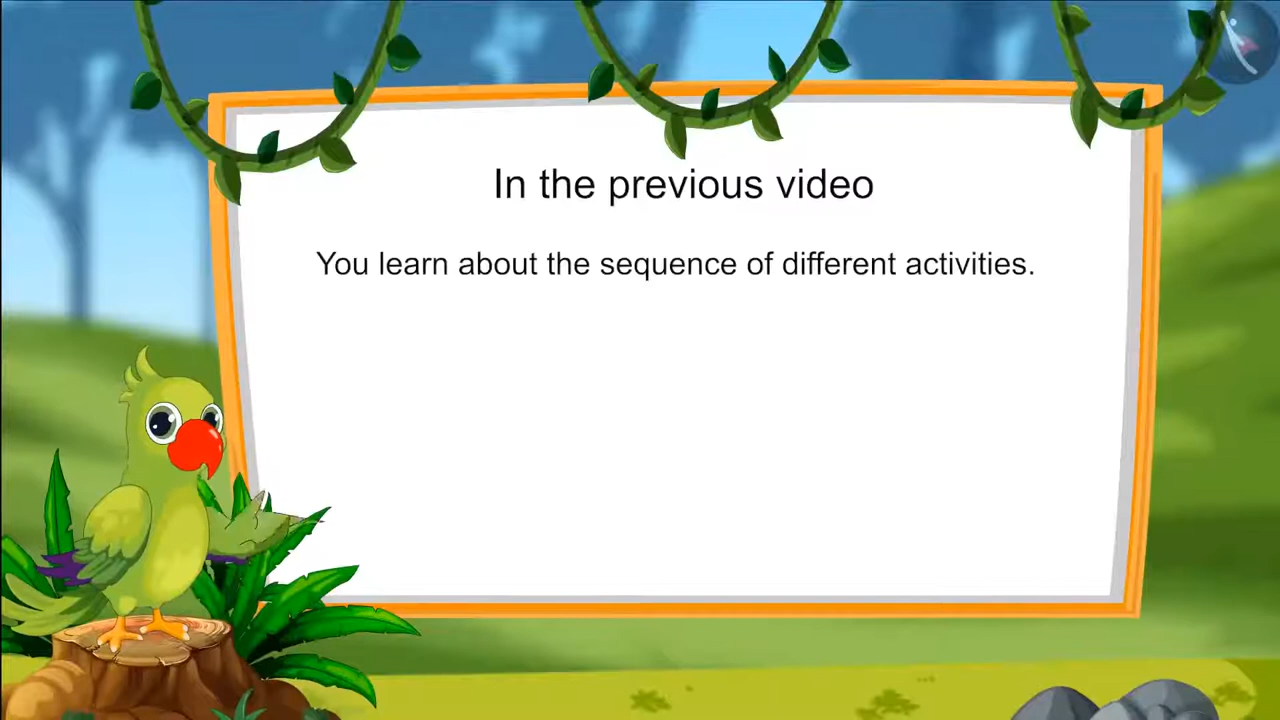 In the previous video
You learn about the sequence of different activities.